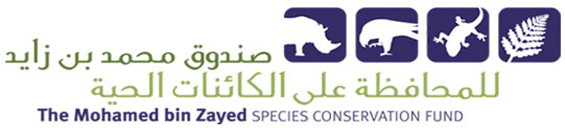 صندوق محمد بن زايد
للمحافظة على الكائنات الحية
The Mohamed bin Zayed SPECIES CONSERVATION FUND